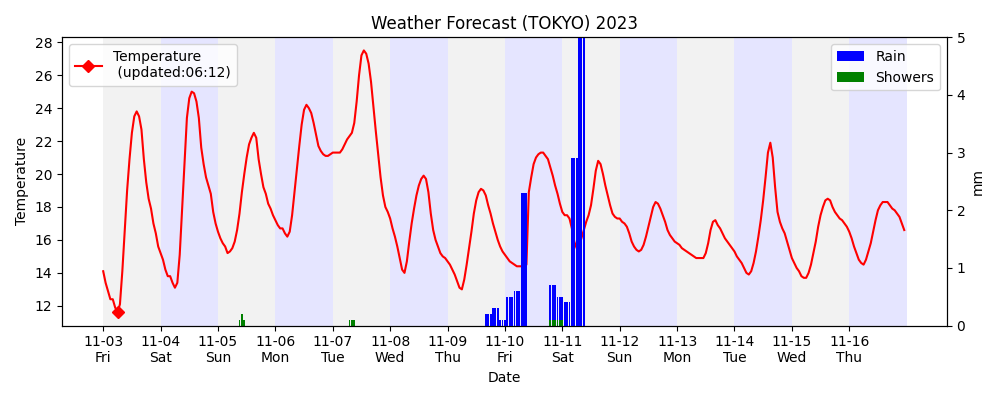 Weather Forecast (TOKYO) 2023
Temperature
(updated:06:12)
Rain
Showers
28
26
24
22
20
18
16
14
12
Temperature
5
4
3
2
1
0
mm
11-03 11-04 11-05 11-06 11-07 11-08 11-09 11-10 11-11 11-12 11-13 11-14 11-15 11-16
Fri Sat Sun Mon Tue Wed Thu Fri Sat Sun Mon Tue Wed Thu
Date